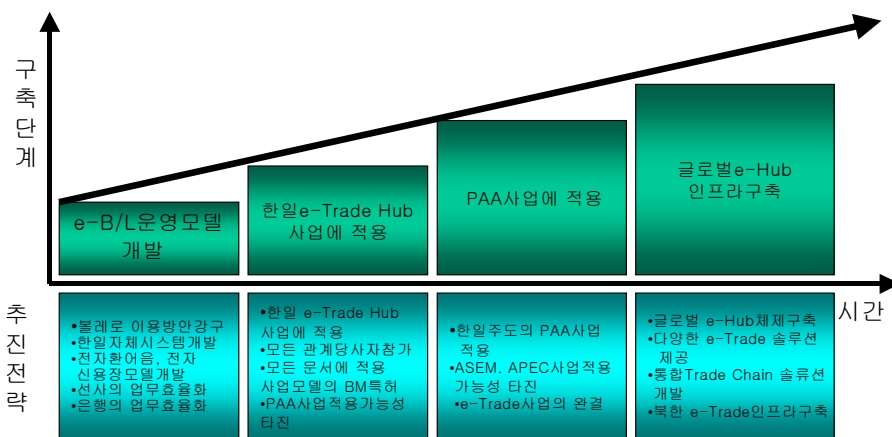 구
축
단
계
e-B/L운영모델
개발
한일e-Trade Hub
사업에 적용
PAA사업에 적용
글로벌e-Hub
인프라구축
시간
추
진
전
략
•볼레로 이용방안강구
•한일자체시스템개발
•전자환어음, 전자
신용장모델개발
•선사의 업무효율화
•은행의 업무효율화
•한일 e-Trade Hub
사업에 적용
•모든 관계당사자참가
•모든 문서에 적용
사업모델의 BM특허
•PAA사업적용가능성
타진
•한일주도의 PAA사업
적용
•ASEM, APEC사업적용
가능성 타진
•e-Trade사업의 완결
•글로벌 e-Hub체제구축
•다양한 e-Trade 솔루션
제공
•통합Trade Chain 솔류션
개발
•북한 e-Trade인프라구축